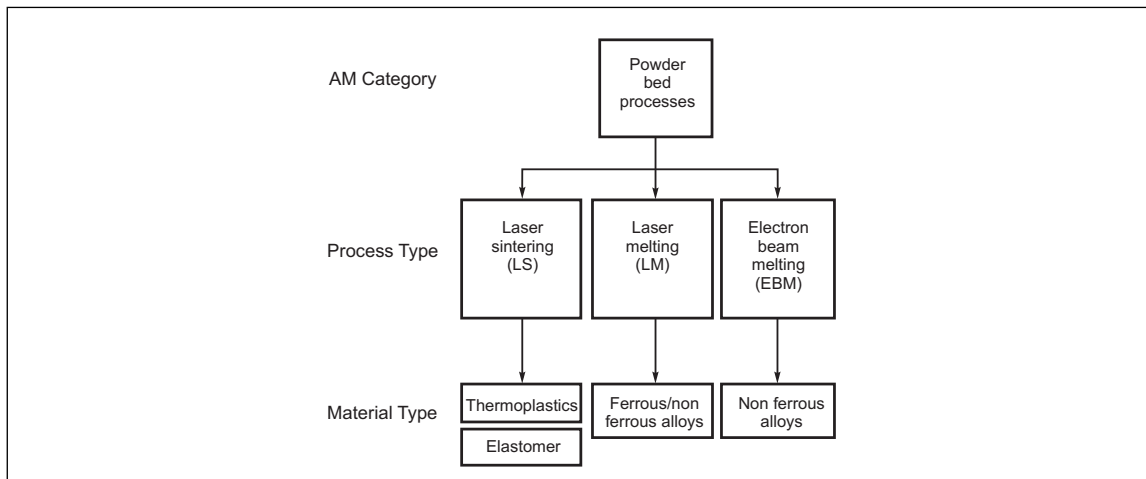 AM Category
Powder
bed
processes
Process Type
Laser
sintering
(LS)
Laser
melting
(LM)
Electron
beam
melting
(EBM)
Material Type
Thermoplastics
Elastomer
Ferrous/non
ferrous alloys
Non ferrous
alloys